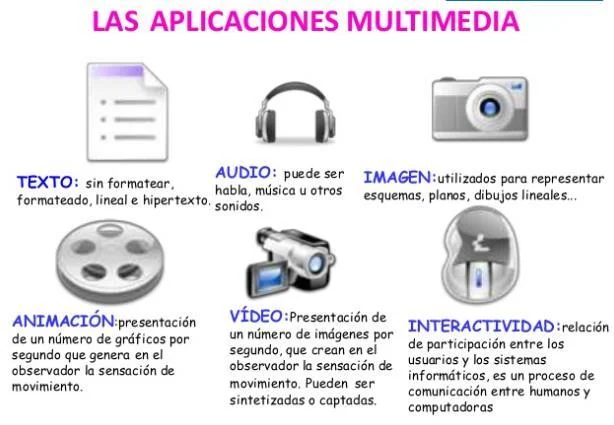 LAS APLICACIONES MULTIMEDIA
TEXTO: sin formatear,
formateado, lineal e hipertexto.
AUDIO: puede ser
habla, música u otros
sonidos.
IMAGEN:utilizados para representar
esquemas, planos, dibujos lineales...
ANIMACIÓN:presentación
de un número de gráficos por
segundo que genera en el
observador la sensación de
movimiento.
VÍDEO:Presentación de
un número de imágenes por
segundo, que crean en el
observador la sensación de
movimiento. Pueden ser
sintetizadas o captadas.
INTERACTIVIDAD:relación
de participación entre los
usuarios y los sistemas
informáticos, es un proceso de
comunicación entre humanos y
computadoras